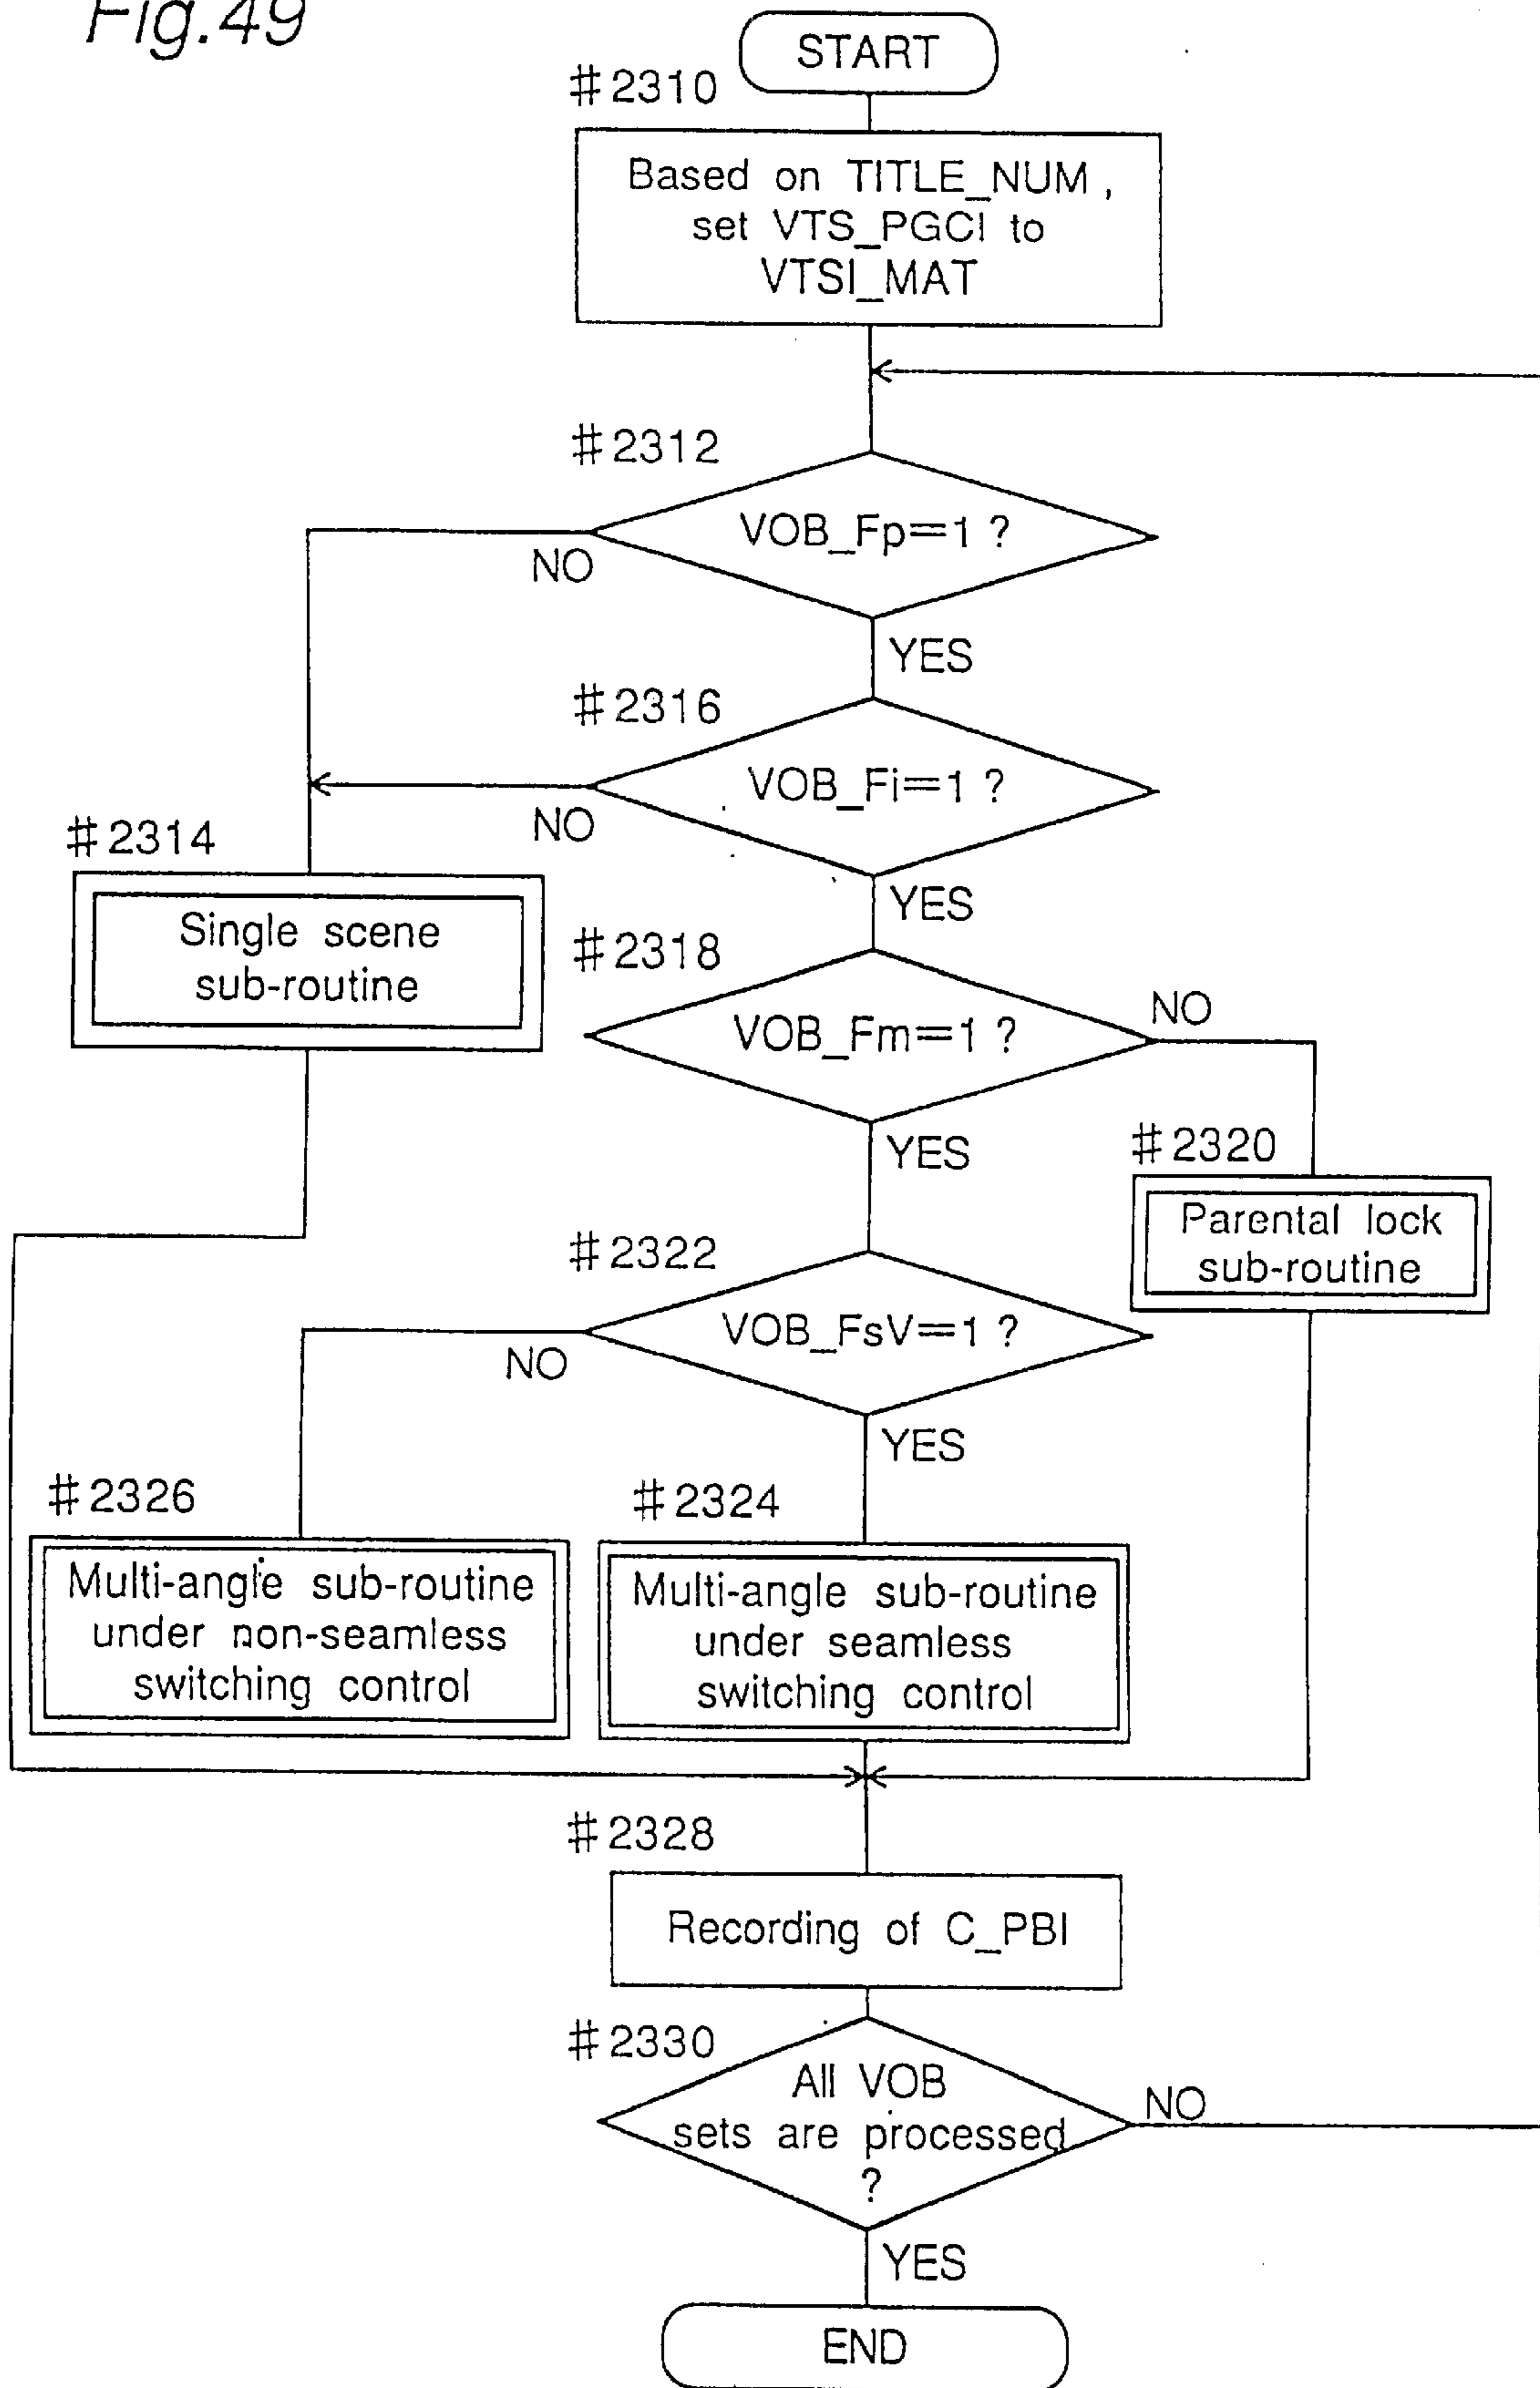 Fig.49
START
#2310
Based on TITLE_NUM,
set VTS_PGCI to
VTSI_MAT
#2312
VOB_Fp=1 ?
NO
YES
#2316
VOB_Fi=1 ?
NO
YES
#2314
Single scene
sub-routine
#2318
VOB_Fm=1 ?
NO
YES
#2320
Parental lock
sub-routine
#2322
VOB_FsV=1 ?
NO
YES
#2326
Multi-angle sub-routine
under non-seamless
switching control
#2324
Multi-angle sub-routine
under seamless
switching control
#2328
Recording of C_PBI
#2330
All VOB
sets are processed
?
NO
YES
END